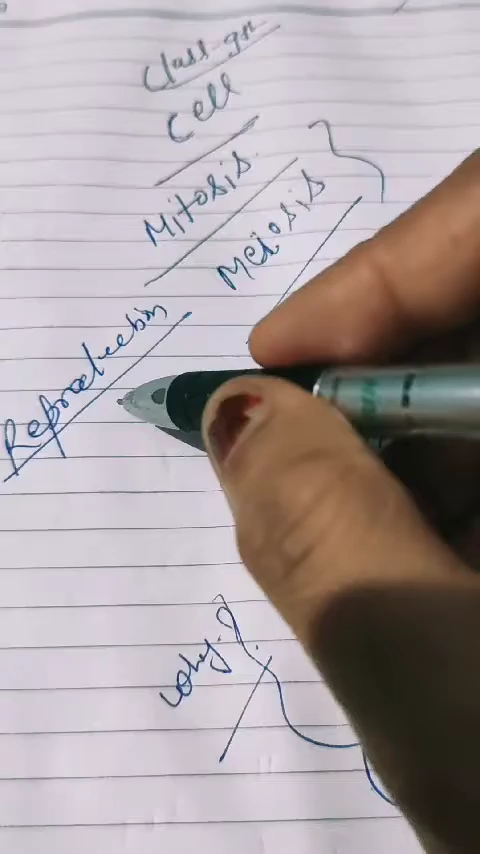 Class 9th
Cell
Mitosis
Meiosis
Reproduction
Why?